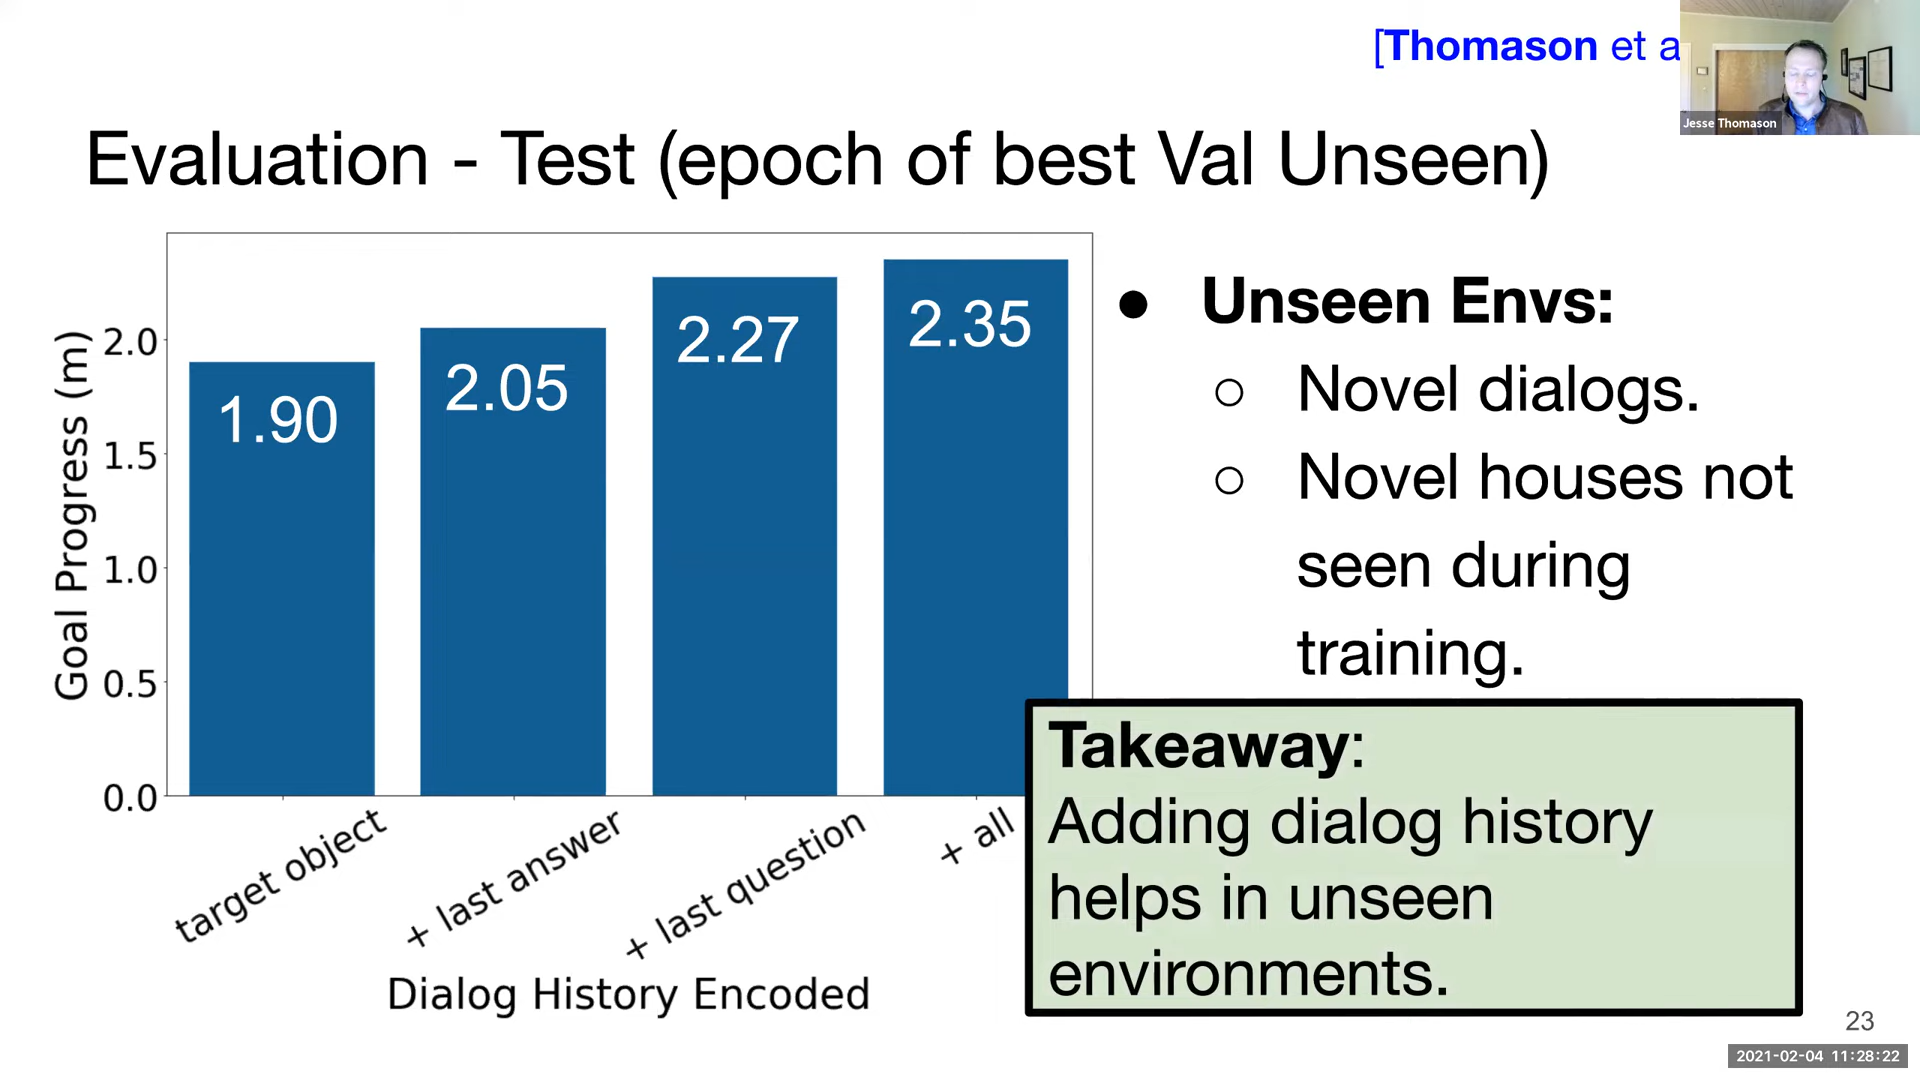 [Thomason et a
Jesse Thomason
Evaluation - Test (epoch of best Val Unseen)
Goal Progress (m)
2.0
1.5
1.0
0.5
0.0
1.90
2.05
2.27
2.35
target object
+ last answer
+ last question
+ all
Dialog History Encoded
● Unseen Envs:
○ Novel dialogs.
○ Novel houses not
seen during
training.
Takeaway:
Adding dialog history
helps in unseen
environments.
23
2021-02-04 11:28:22